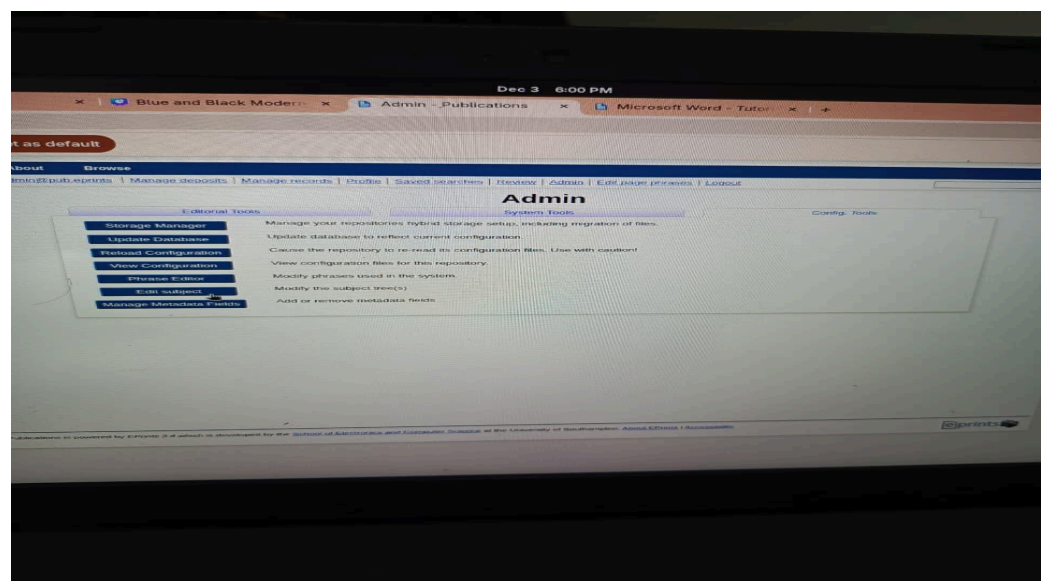 Dec 3 6:00 PM
Blue and Black Modern × Admin - Publications × Microsoft Word - Tutor × +
t as default
About Browse
Manage deposits | Manage records | Profile | Saved searches | Review | Admin | Edit page phrases | Logout
Admin
Editorial Tools System Tools Config. Tools
Storage Manager Manage your repositories hybrid storage setup, including migration of files.
Update Database Update database to reflect current configuration.
Reload Configuration Cause the repository to re-read its configuration files. Use with caution!
View Configuration View configuration files for this repository.
Phrase Editor Modify phrases used in the system.
Edit subject Modify the subject tree(s)
Manage Metadata Fields Add or remove metadata fields
Publications is powered by EPrints 3.4 which is developed by the School of Electronics and Computer Science at the University of Southampton. About EPrints | Accessibility
eprints